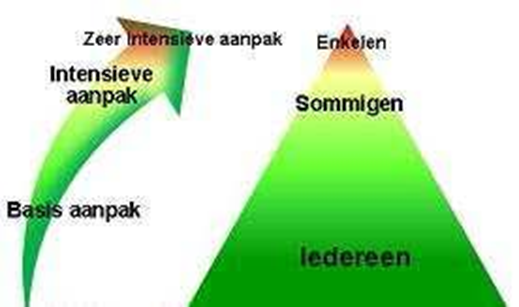 Zeer Intensieve aanpak
Enkelen
Intensieve
aanpak
Sommigen
Basis aanpak
Iedereen